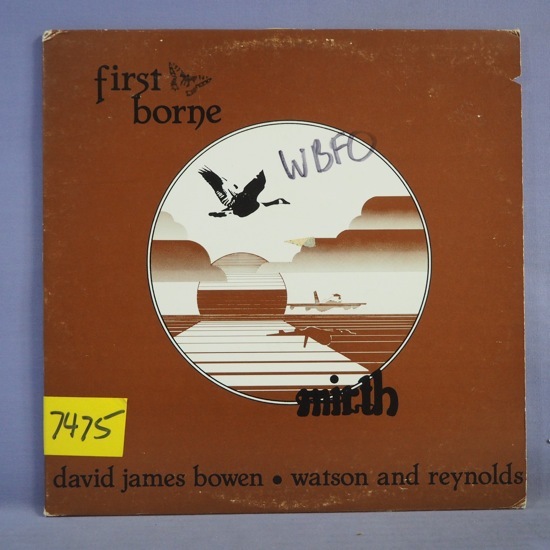 first
borne
WBFO
mirth
7475
david james bowen • watson and reynolds